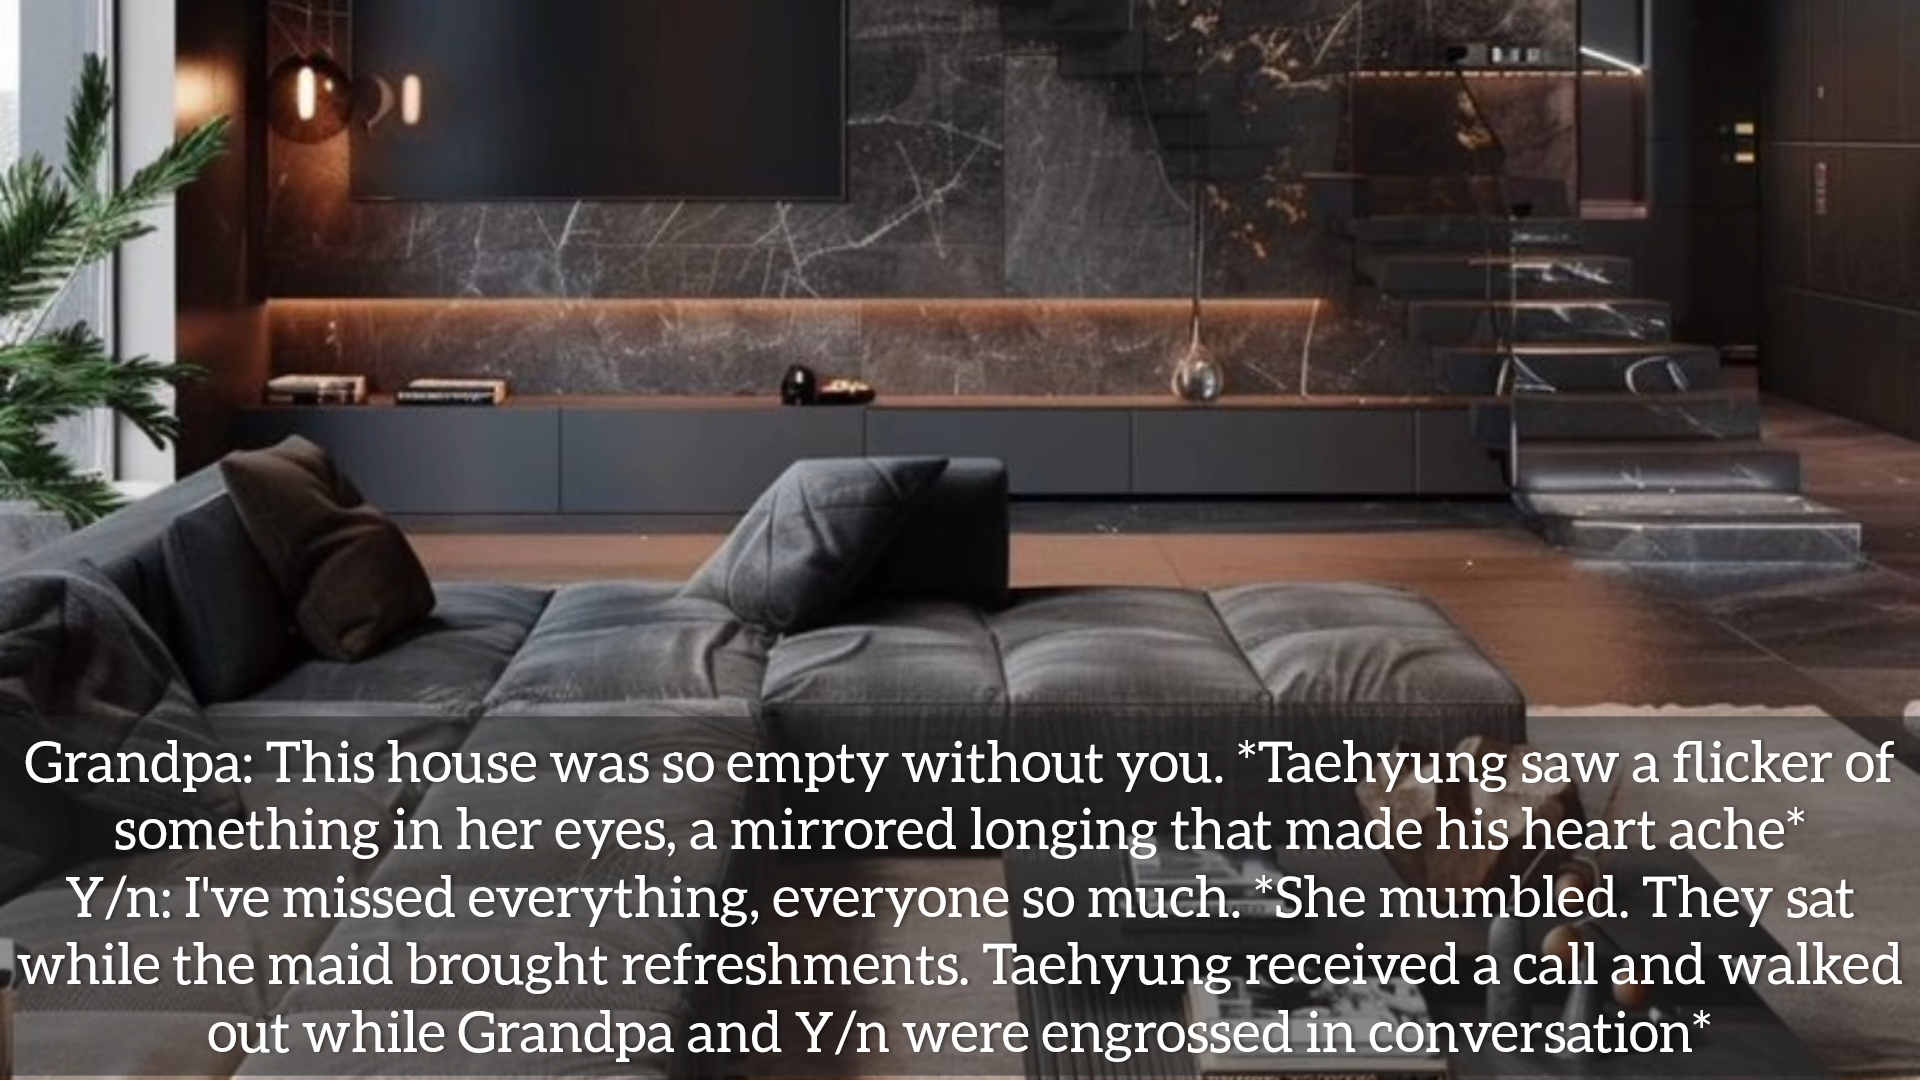 Grandpa: This house was so empty without you. *Taehyung saw a flicker of
something in her eyes, a mirrored longing that made his heart ache*
Y/n: I've missed everything, everyone so much. *She mumbled. They sat
while the maid brought refreshments. Taehyung received a call and walked
out while Grandpa and Y/n were engrossed in conversation*